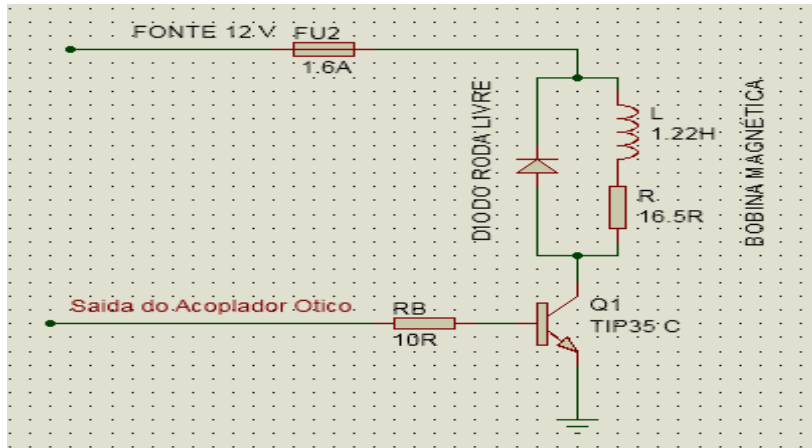 FONTE 12 V
FU2
1.6A
DIODO RODA LIVRE
L
1.22H
R
16.5R
BOBINA MAGNÉTICA
Saida do Acoplador Otico
RB
10R
Q1
TIP35 C